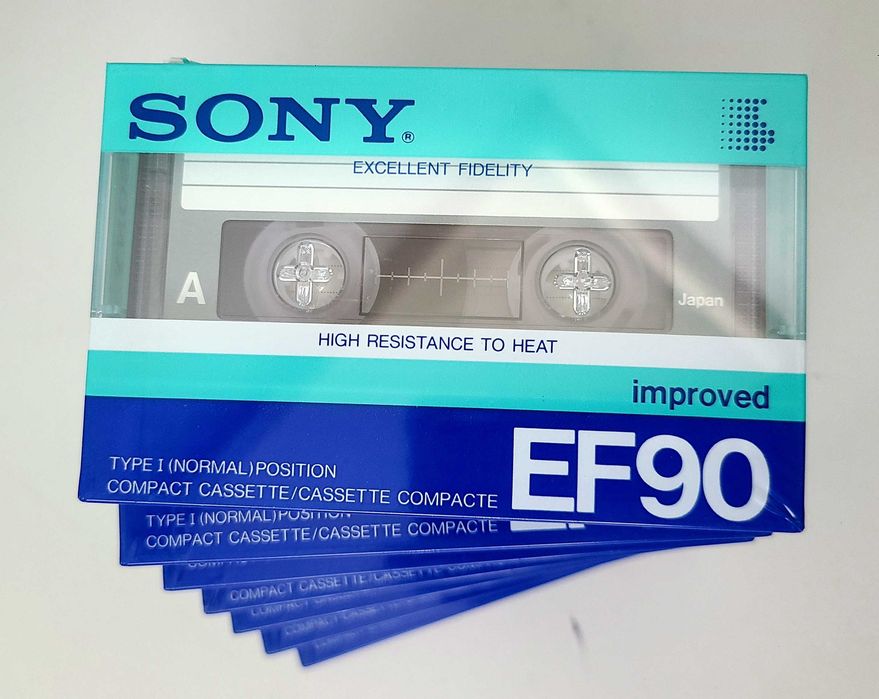 SONY®
EXCELLENT FIDELITY
A
Japan
HIGH RESISTANCE TO HEAT
improved
TYPE I (NORMAL) POSITION
COMPACT CASSETTE/CASSETTE COMPACTE
EF90
TYPE I (NORMAL) POSITION
COMPACT CASSETTE/CASSETTE COMPACTE
COMPACT CASSETTE/CASSETTE
COMPACT